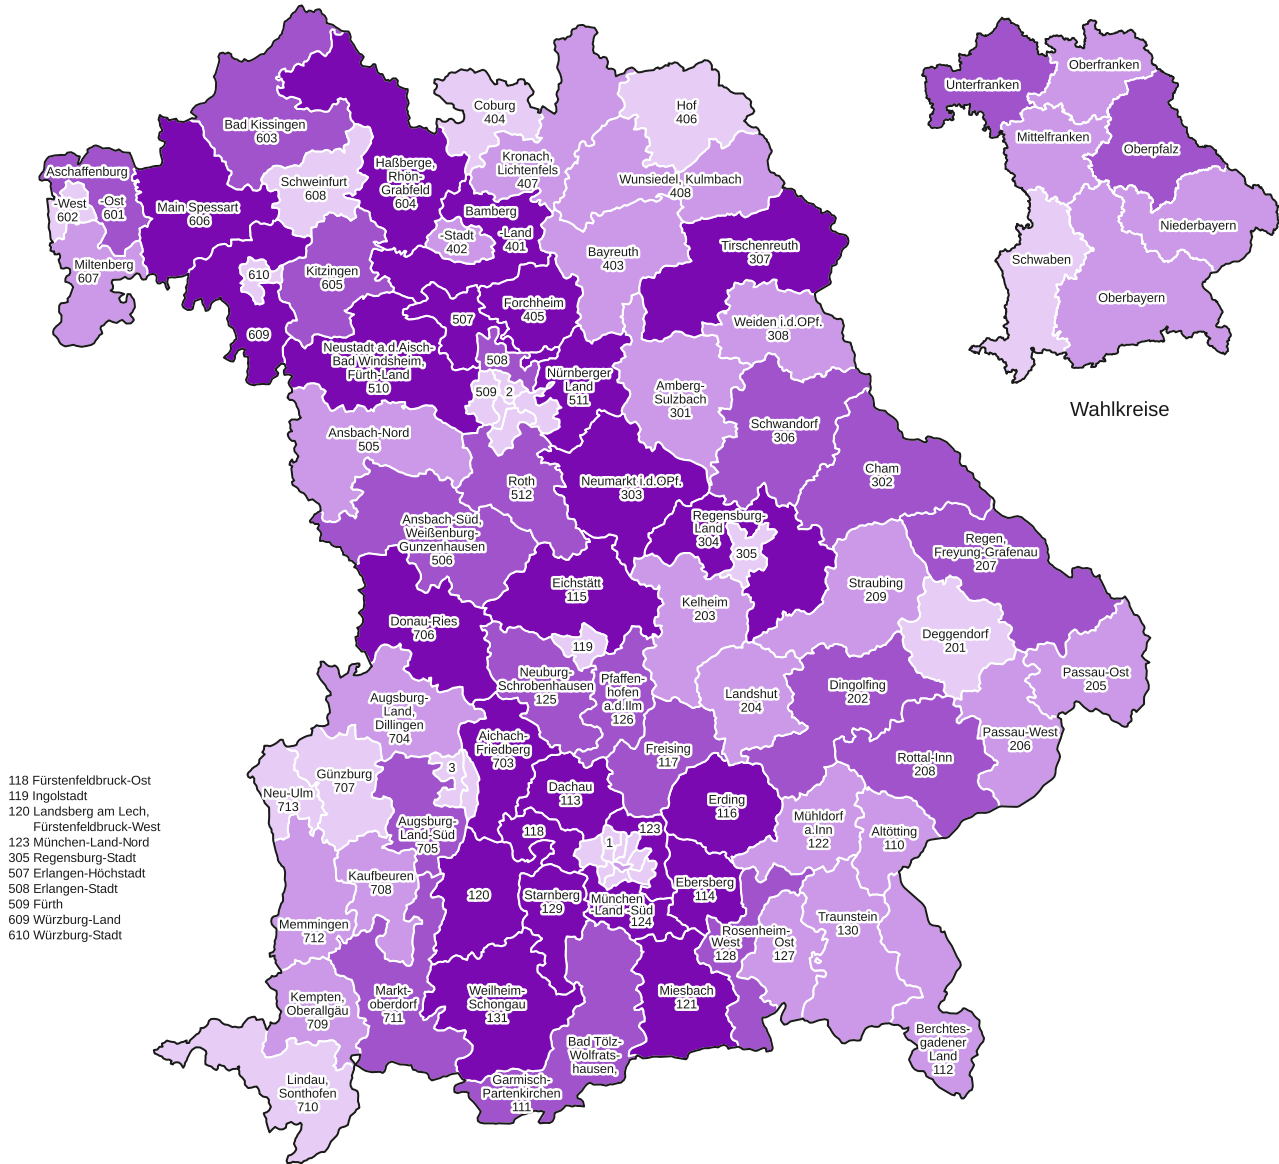 Unterfranken
Oberfranken
Mittelfranken
Oberpfalz
Niederbayern
Schwaben
Oberbayern
Wahlkreise
Coburg
404
Hof
406
Bad Kissingen
603
Kronach,
Lichtenfels
407
Aschaffenburg
-West
602
-Ost
601
Schweinfurt
608
Haßberge,
Rhön-
Grabfeld
604
Wunsiedel, Kulmbach
408
Main Spessart
606
Bamberg
-Stadt
402
-Land
401
Bayreuth
403
Tirschenreuth
307
Miltenberg
607
610
Kitzingen
605
Forchheim
405
507
609
Weiden i.d.OPf.
308
Neustadt a.d.Aisch-
Bad Windsheim,
Fürth-Land
510
508
509
2
Nürnberger
Land
511
Amberg-
Sulzbach
301
Ansbach-Nord
505
Schwandorf
306
Cham
302
Roth
512
Neumarkt i.d.OPf.
303
Ansbach-Süd,
Weißenburg-
Gunzenhausen
506
Regensburg-
Land
304
305
Regen,
Freyung-Grafenau
207
Eichstätt
115
Kelheim
203
Straubing
209
Donau-Ries
706
119
Deggendorf
201
Neuburg-
Schrobenhausen
125
Pfaffen-
hofen
a.d.Ilm
126
Landshut
204
Dingolfing
202
Passau-Ost
205
Augsburg-
Land,
Dillingen
704
Aichach-
Friedberg
703
Freising
117
Passau-West
206
Rottal-Inn
208
Neu-Ulm
713
Günzburg
707
3
Dachau
113
Erding
116
Augsburg-
Land-Süd
705
118
123
1
Mühldorf
a.Inn
122
Altötting
110
Kaufbeuren
708
120
Starnberg
129
München
-Land -Süd
124
Ebersberg
114
Memmingen
712
Rosenheim-
West
128
Ost
127
Traunstein
130
Kempten,
Oberallgäu
709
Markt-
oberdorf
711
Weilheim-
Schongau
131
Miesbach
121
Bad Tölz-
Wolfrats-
hausen,
Garmisch-
Partenkirchen
111
Berchtes-
gadener
Land
112
Lindau,
Sonthofen
710
118 Fürstenfeldbruck-Ost
119 Ingolstadt
120 Landsberg am Lech,
Fürstenfeldbruck-West
123 München-Land-Nord
305 Regensburg-Stadt
507 Erlangen-Höchstadt
508 Erlangen-Stadt
509 Fürth
609 Würzburg-Land
610 Würzburg-Stadt